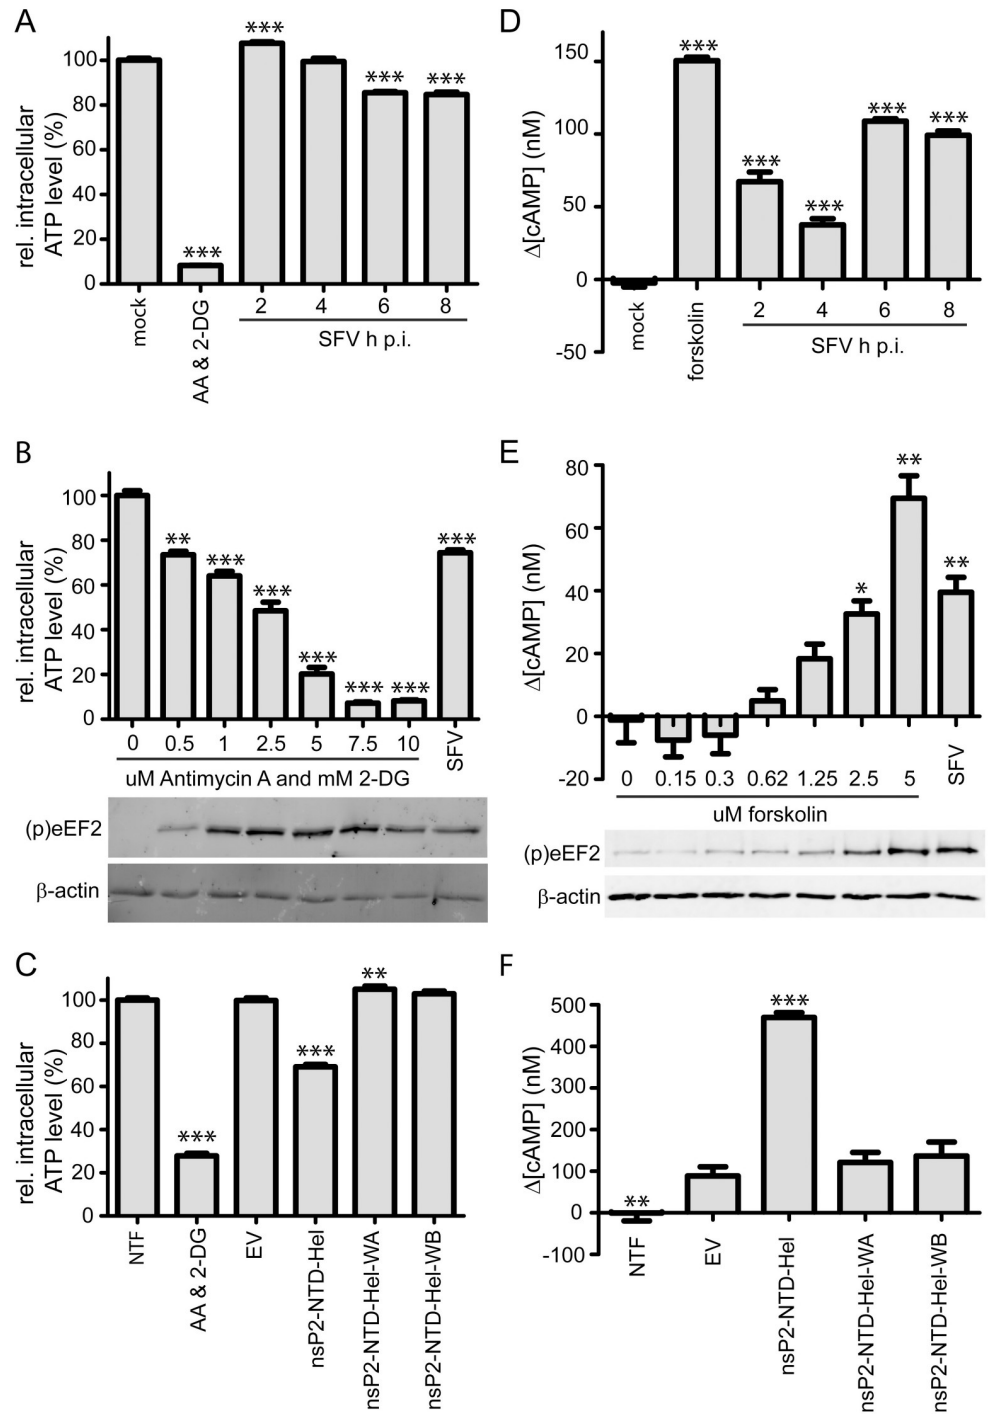 A
rel. intracellular
ATP level (%)
100
80
60
40
20
0
***
***
***
***
mock
AA & 2-DG
2 4 6 8
SFV h p.i.
D
Δ[cAMP] (nM)
150
100
50
0
-50
***
***
***
***
***
mock
forskolin
2 4 6 8
SFV h p.i.
B
rel. intracellular
ATP level (%)
100
80
60
40
20
0
**
***
***
***
***
***
***
0 0.5 1 2.5 5 7.5 10
SFV
uM Antimycin A and mM 2-DG
(p)eEF2
β-actin
E
Δ[cAMP] (nM)
80
60
40
20
0
-20
*
**
**
0 0.15 0.3 0.62 1.25 2.5 5
SFV
uM forskolin
(p)eEF2
β-actin
C
rel. intracellular
ATP level (%)
100
80
60
40
20
0
***
***
**
NTF
AA & 2-DG
EV
nsP2-NTD-Hel
nsP2-NTD-Hel-WA
nsP2-NTD-Hel-WB
F
Δ[cAMP] (nM)
500
400
300
200
100
0
-100
**
***
NTF
EV
nsP2-NTD-Hel
nsP2-NTD-Hel-WA
nsP2-NTD-Hel-WB